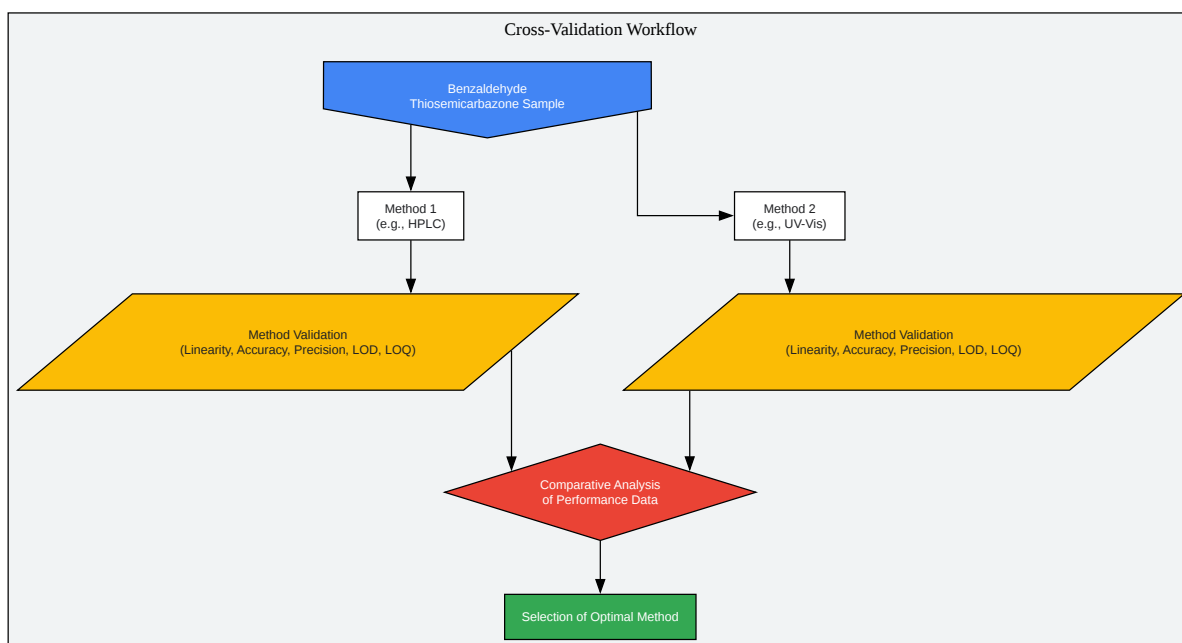 Cross-Validation Workflow
Benzaldehyde
Thiosemicarbazone Sample
Method 1
(e.g., HPLC)
Method 2
(e.g., UV-Vis)
Method Validation
(Linearity, Accuracy, Precision, LOD, LOQ)
Method Validation
(Linearity, Accuracy, Precision, LOD, LOQ)
Comparative Analysis
of Performance Data
Selection of Optimal Method